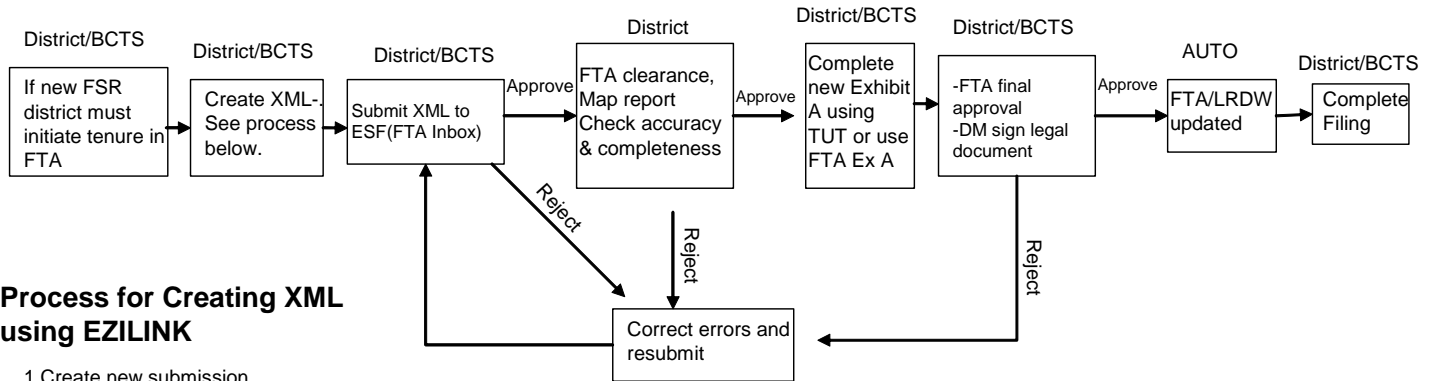 District/BCTS
If new FSR
district must
initiate tenure in
FTA
District/BCTS
Create XML-.
See process
below.
District/BCTS
Submit XML to
ESF(FTA Inbox)
Approve
Reject
District
FTA clearance,
Map report
Check accuracy
& completeness
Approve
Reject
District/BCTS
Complete
new Exhibit
A using
TUT or use
FTA Ex A
District/BCTS
-FTA final
approval
-DM sign legal
document
Approve
Reject
AUTO
FTA/LRDW
updated
District/BCTS
Complete
Filing
Correct errors and
resubmit
Process for Creating XML
using EZILINK
1 Create new submission